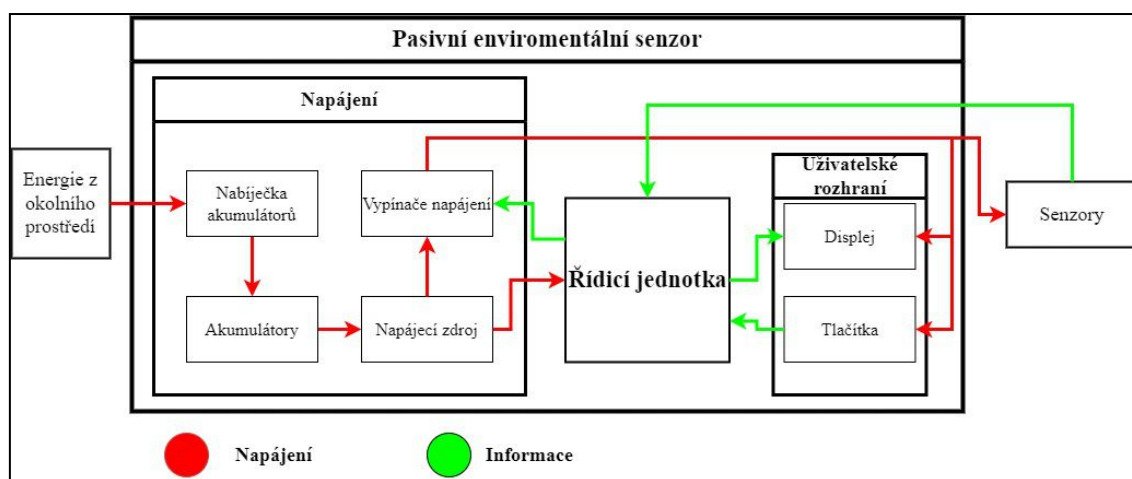 Pasivní enviromentální senzor
Napájení
Energie z
okolního
prostředí
Nabíječka
akumulátorů
Vypínače napájení
Akumulátory
Napájecí zdroj
Řídicí jednotka
Uživatelské
rozhraní
Displej
Tlačítka
Senzory
Napájení
Informace